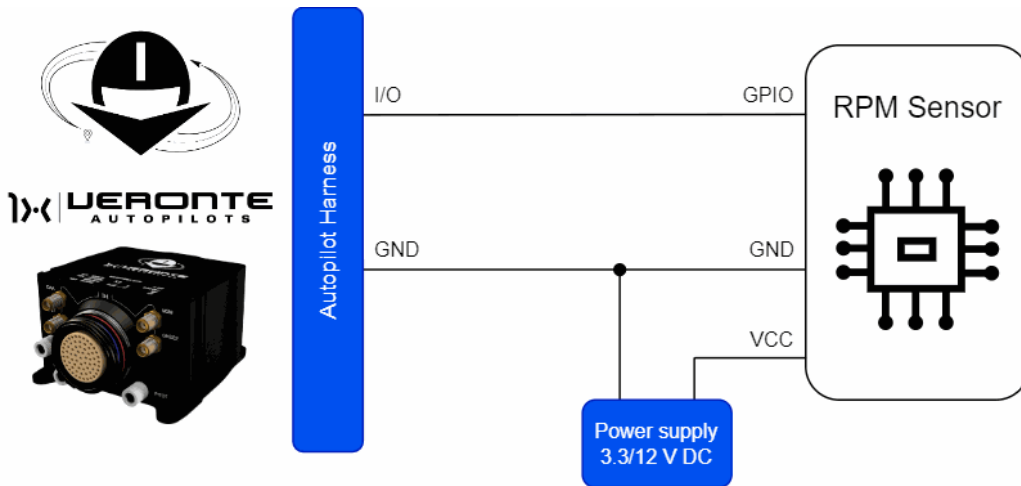 VERONTE
AUTOPILOTS
Autopilot Harness
I/O
GPIO
GND
GND
VCC
RPM Sensor
Power supply
3.3/12 V DC